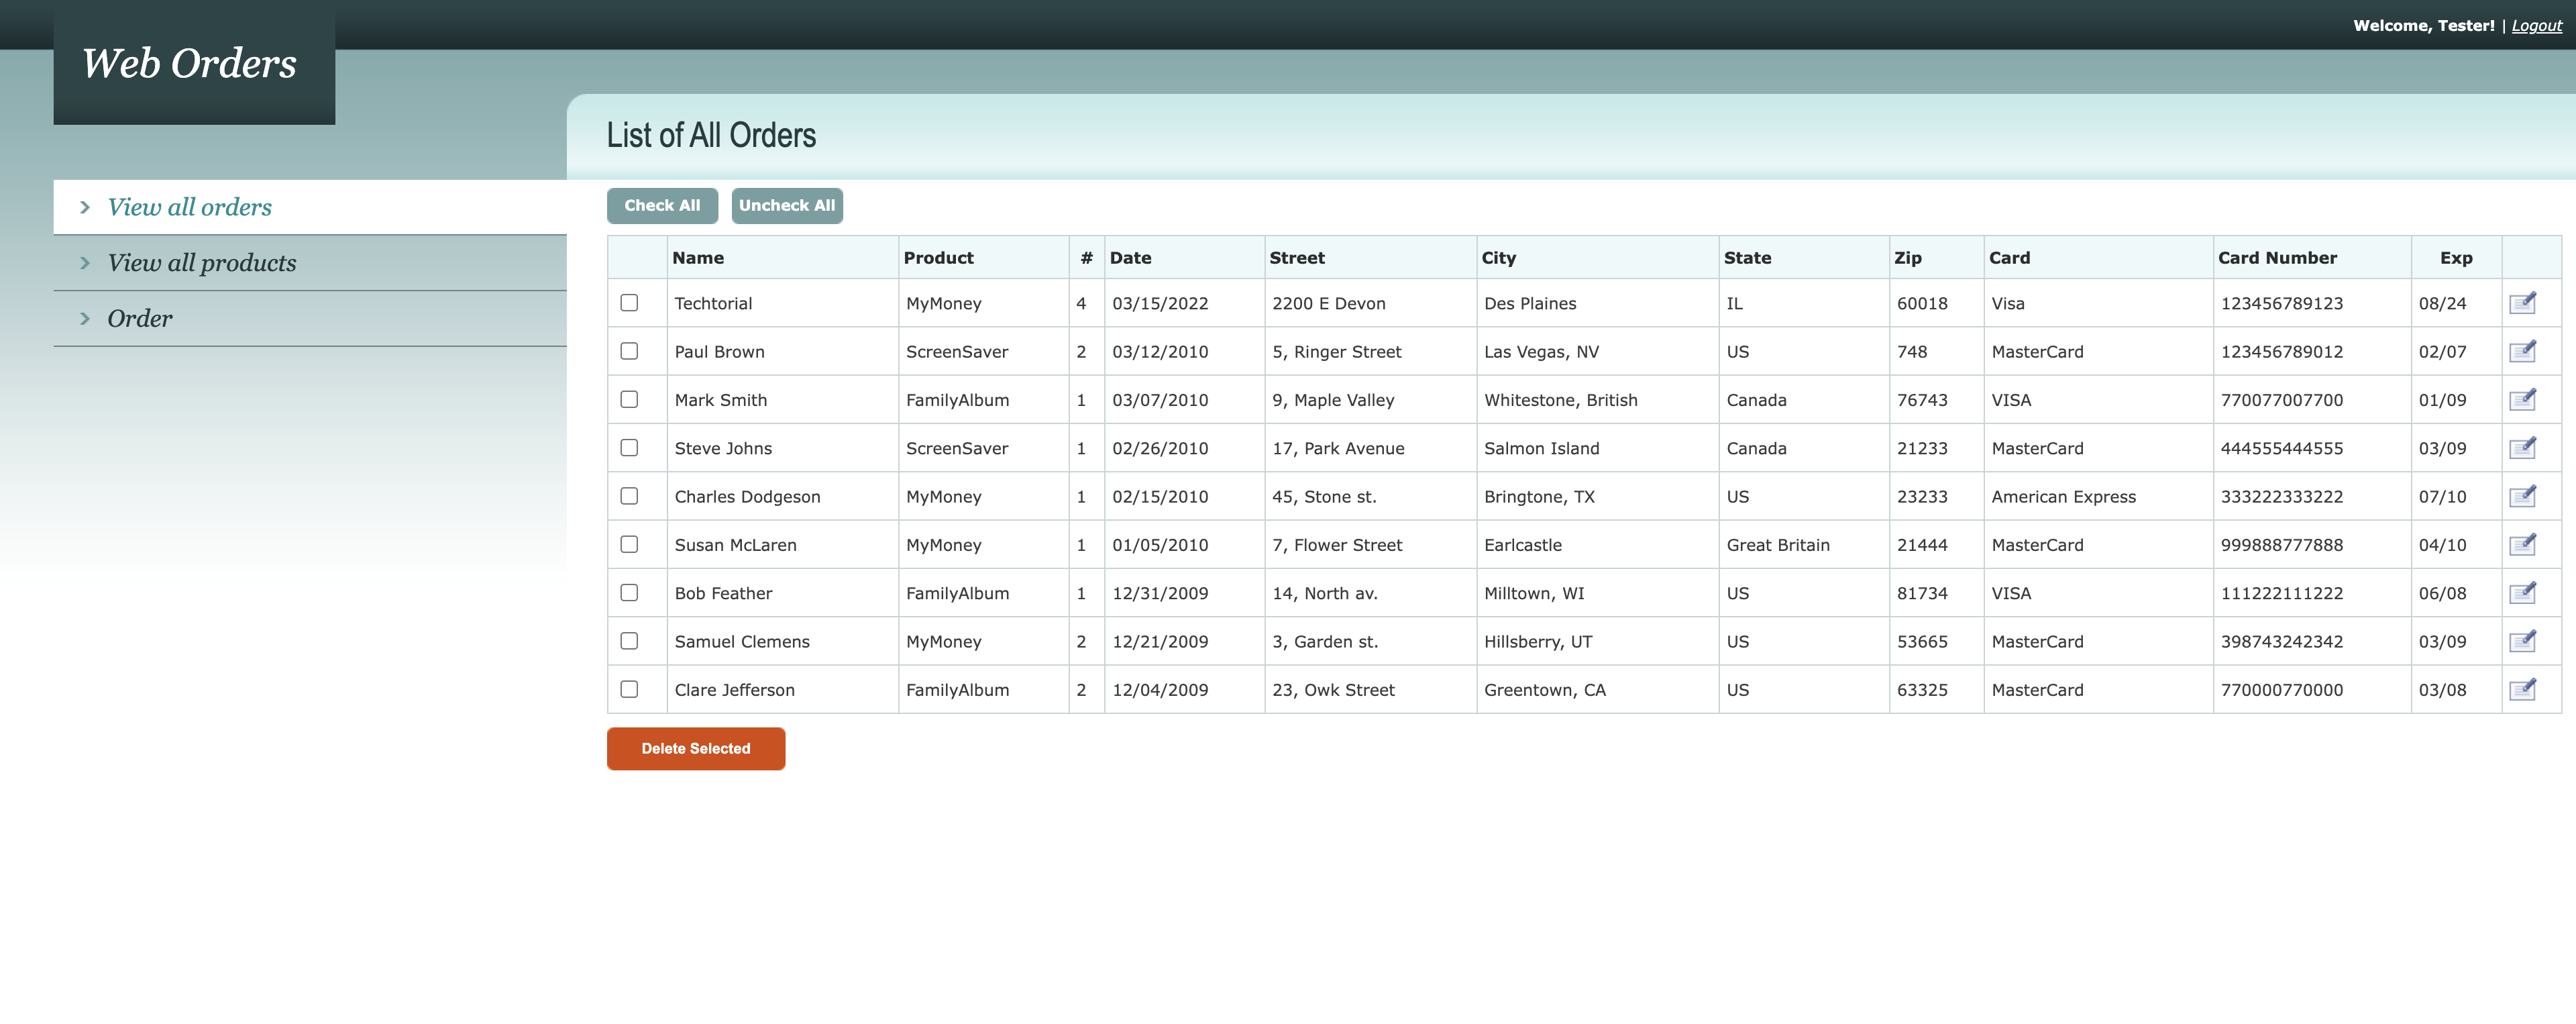 Welcome, Tester! | Logout
Web Orders
List of All Orders
View all orders
View all products
Order
Check All Uncheck All
Name Product # Date Street City State Zip Card Card Number Exp
Techtorial MyMoney 4 03/15/2022 2200 E Devon Des Plaines IL 60018 Visa 123456789123 08/24
Paul Brown ScreenSaver 2 03/12/2010 5, Ringer Street Las Vegas, NV US 748 MasterCard 123456789012 02/07
Mark Smith FamilyAlbum 1 03/07/2010 9, Maple Valley Whitestone, British Canada 76743 VISA 770077007700 01/09
Steve Johns ScreenSaver 1 02/26/2010 17, Park Avenue Salmon Island Canada 21233 MasterCard 444555444555 03/09
Charles Dodgeson MyMoney 1 02/15/2010 45, Stone st. Bringtone, TX US 23233 American Express 333222333222 07/10
Susan McLaren MyMoney 1 01/05/2010 7, Flower Street Earlcastle Great Britain 21444 MasterCard 999888777888 04/10
Bob Feather FamilyAlbum 1 12/31/2009 14, North av. Milltown, WI US 81734 VISA 111222111222 06/08
Samuel Clemens MyMoney 2 12/21/2009 3, Garden st. Hillsberry, UT US 53665 MasterCard 398743242342 03/09
Clare Jefferson FamilyAlbum 2 12/04/2009 23, Owk Street Greentown, CA US 63325 MasterCard 770000770000 03/08
Delete Selected